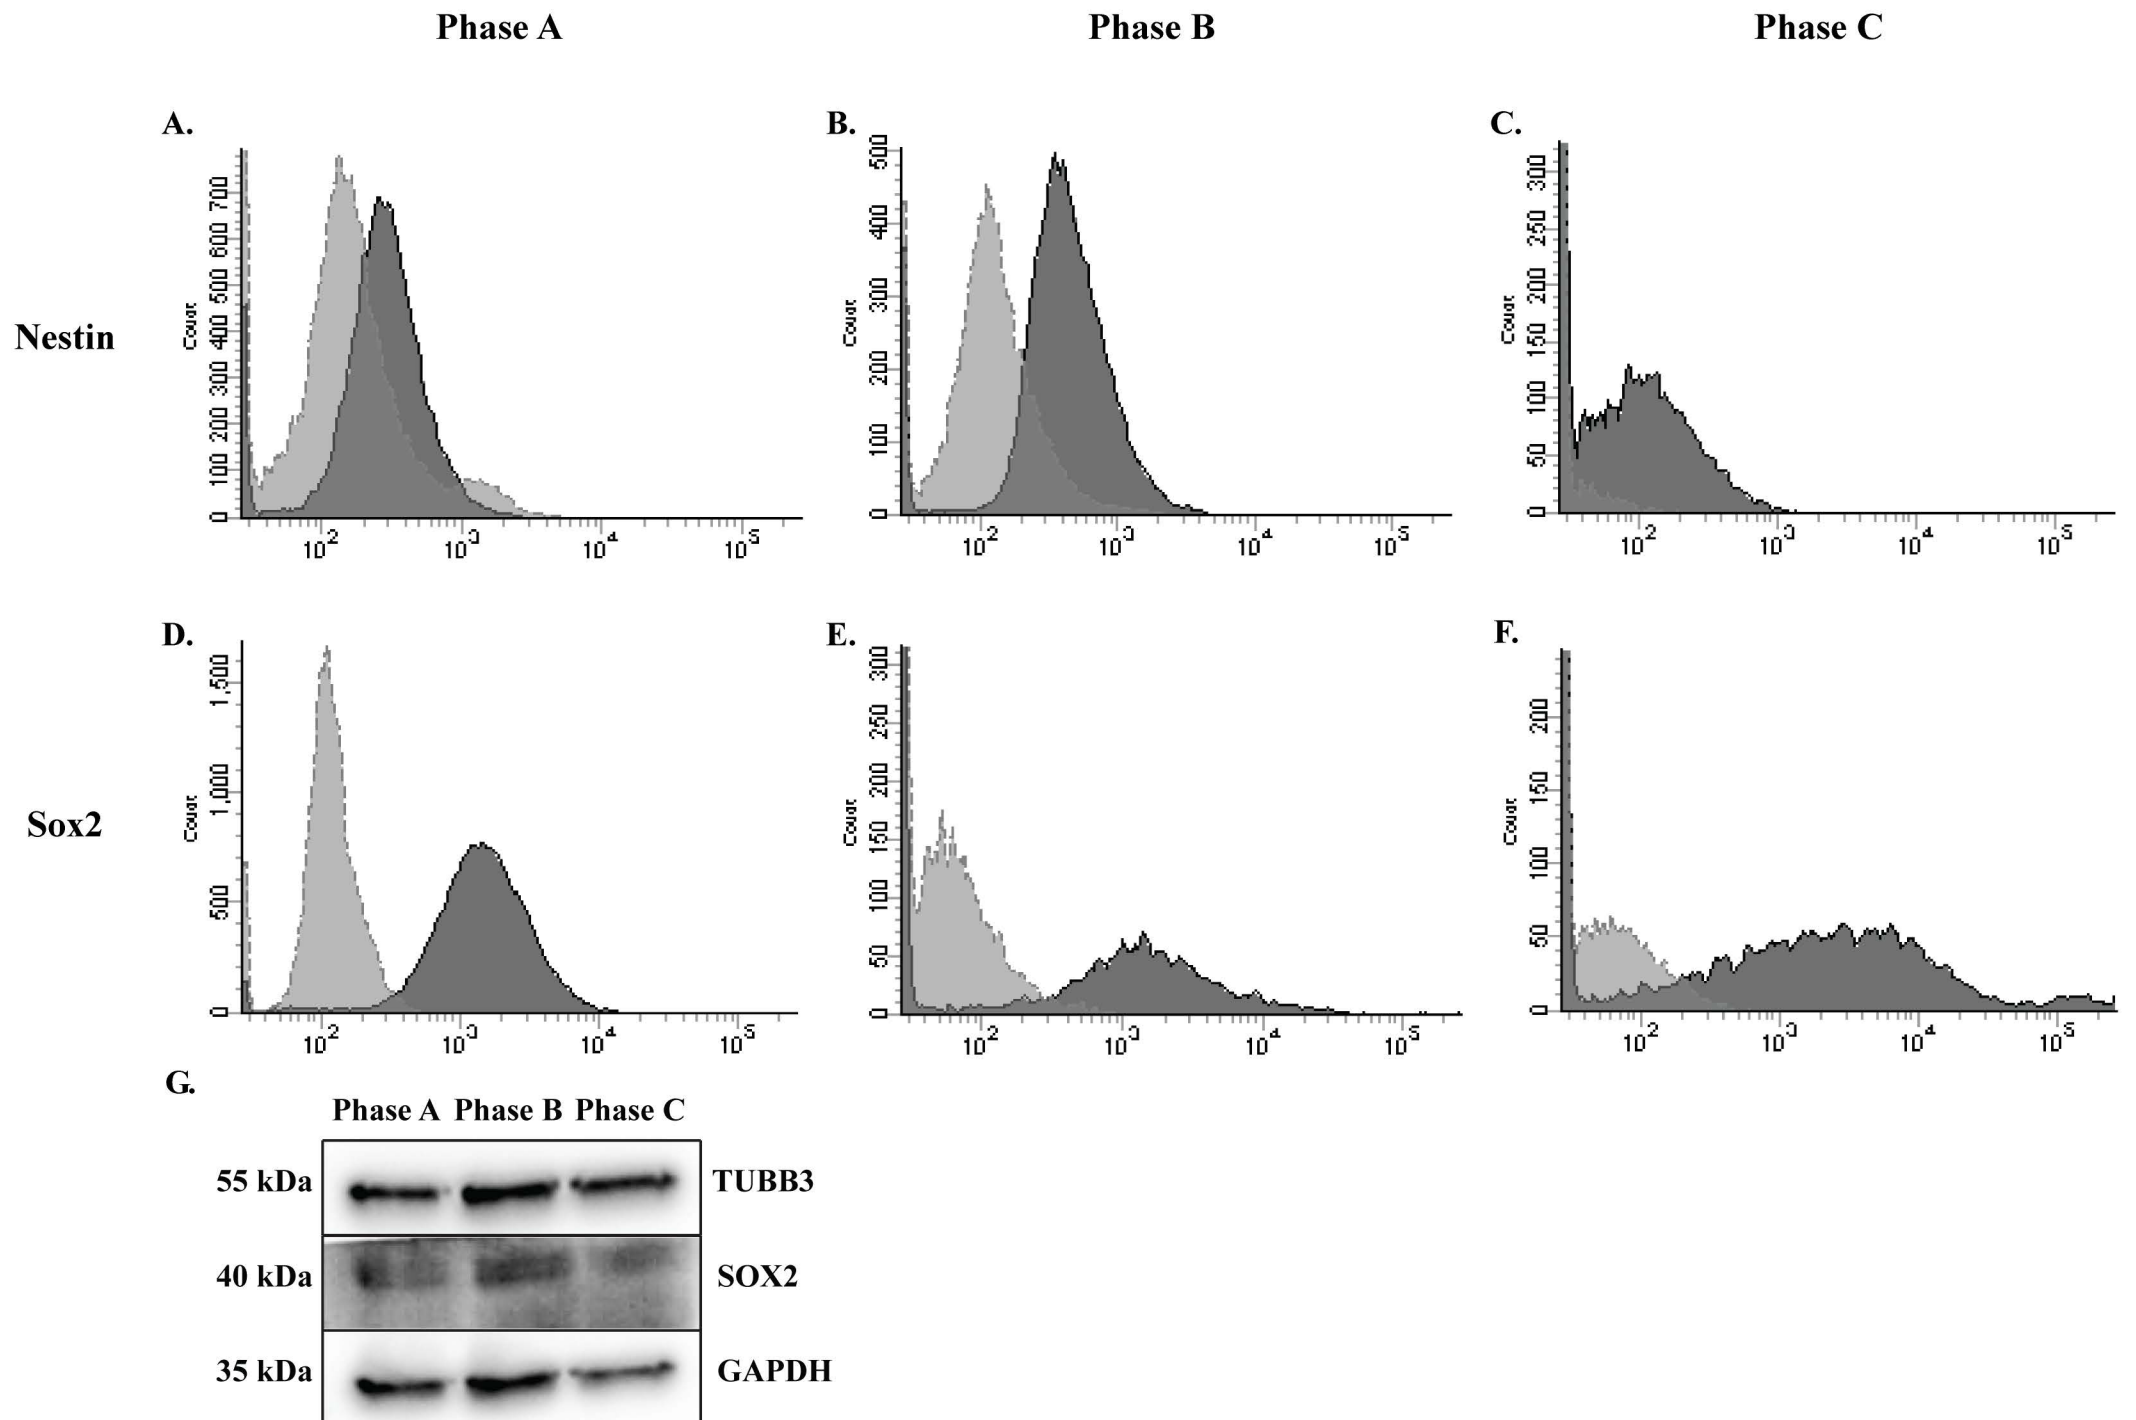 Phase A Phase B Phase C
A. B. C.
Nestin
Count
0 100 200 300 400 500 600 700
10² 10³ 10⁴ 10⁵
Count
0 100 200 300 400 500
10² 10³ 10⁴ 10⁵
Count
0 50 100 150 200 250 300
10² 10³ 10⁴ 10⁵
D. E. F.
Sox2
Count
0 500 1,000 1,500
10² 10³ 10⁴ 10⁵
Count
0 50 100 150 200 250 300
10² 10³ 10⁴ 10⁵
Count
0 50 100 150 200
10² 10³ 10⁴ 10⁵
G.
Phase A Phase B Phase C
55 kDa TUBB3
40 kDa SOX2
35 kDa GAPDH